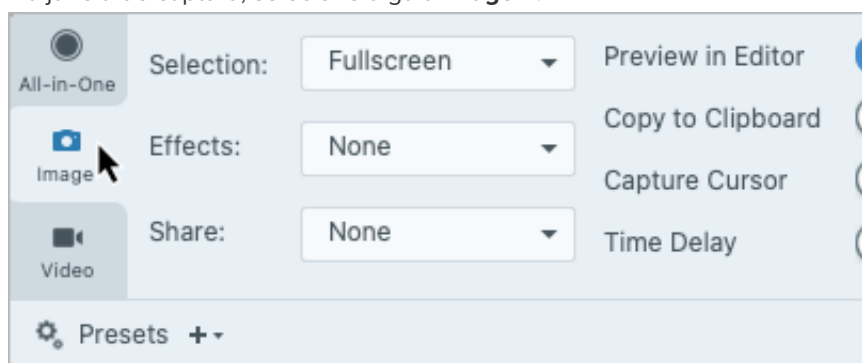 All-in-One
Image
Video
Selection: Fullscreen
Effects: None
Share: None
Preview in Editor
Copy to Clipboard
Capture Cursor
Time Delay
Presets